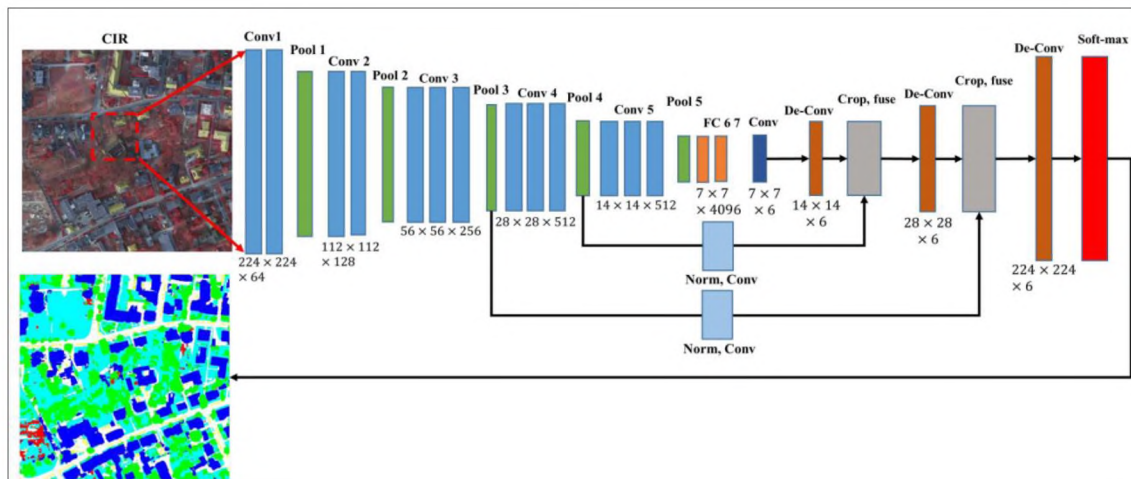 CIR
Conv1
Pool 1
Conv 2
Pool 2
Conv 3
Pool 3
Conv 4
Pool 4
Conv 5
Pool 5
FC 6 7
Conv
De-Conv
Crop, fuse
De-Conv
Crop, fuse
De-Conv
Soft-max
224 × 224
× 64
112 × 112
× 128
56 × 56 × 256
28 × 28 × 512
14 × 14 × 512
7 × 7
× 4096
7 × 7
× 6
14 × 14
× 6
28 × 28
× 6
224 × 224
× 6
Norm, Conv
Norm, Conv